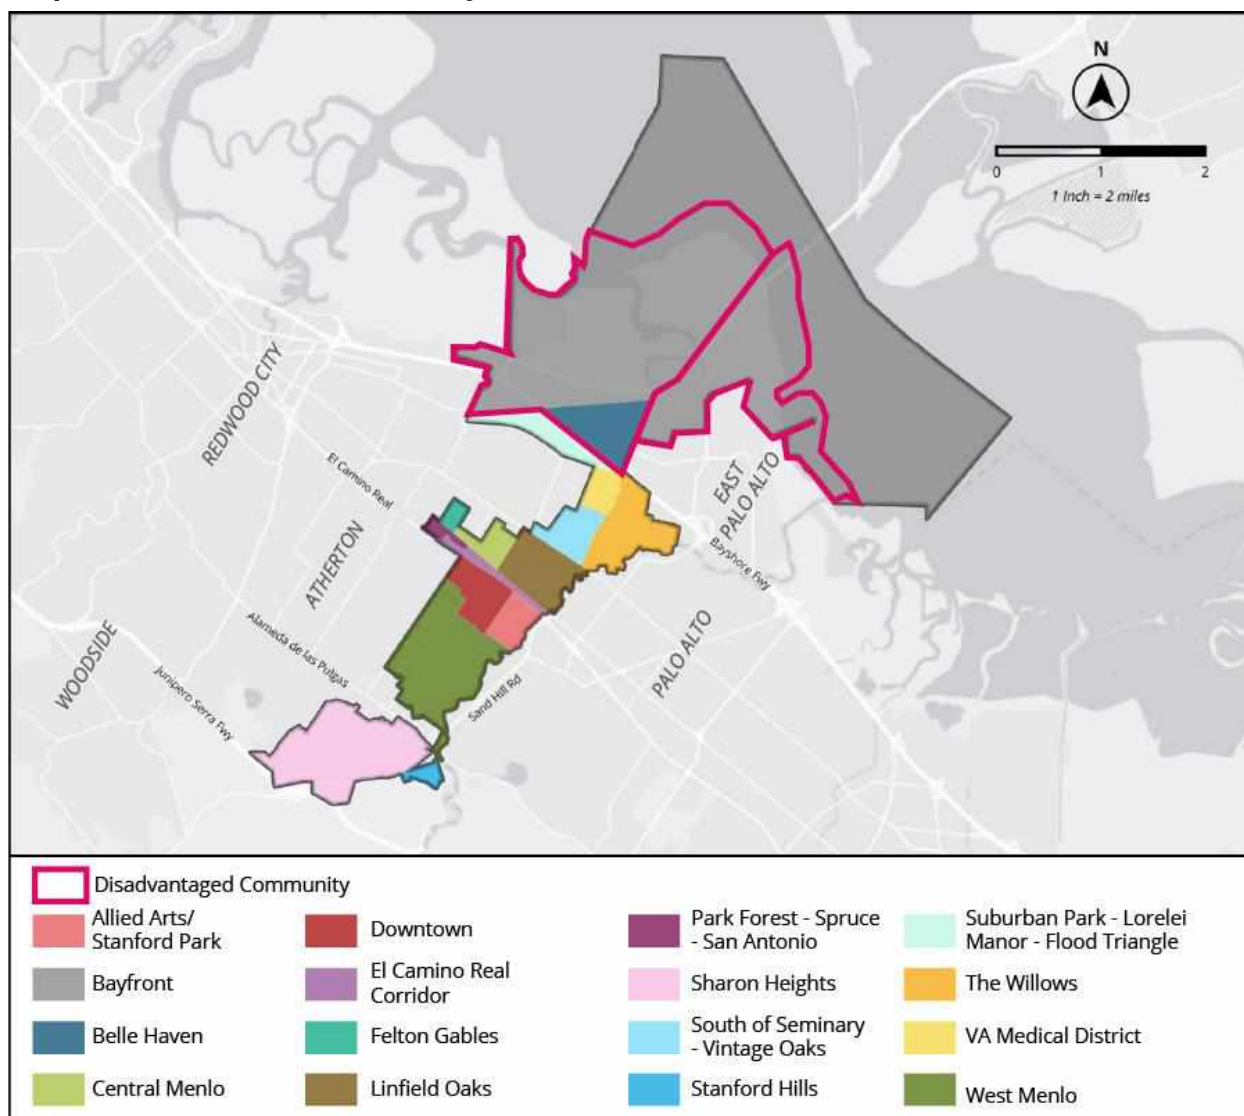 N
0 1 2
1 Inch = 2 miles
REDWOOD CITY
El Camino Real
EAST
PALO ALTO
Bayshore Fwy
ATHERTON
Alameda de las Pulgas
PALO ALTO
WOODSIDE
Junipero Serra Fwy
Sand Hill Rd
Disadvantaged Community
Allied Arts/
Stanford Park
Bayfront
Belle Haven
Central Menlo
Downtown
El Camino Real
Corridor
Felton Gables
Linfield Oaks
Park Forest - Spruce
- San Antonio
Sharon Heights
South of Seminary
- Vintage Oaks
Stanford Hills
Suburban Park - Lorelei
Manor - Flood Triangle
The Willows
VA Medical District
West Menlo